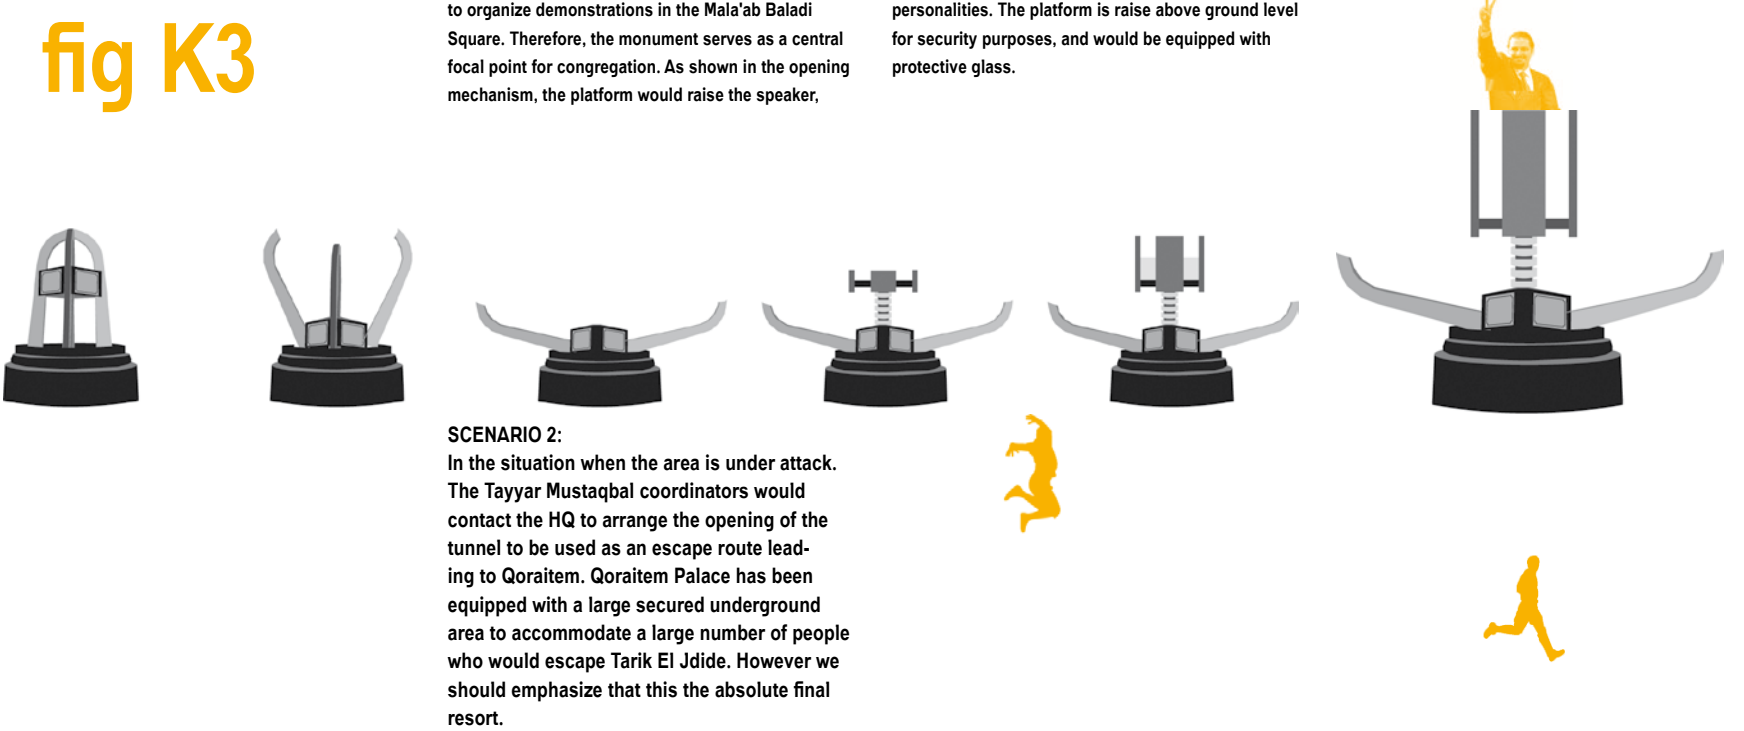 fig K3
to organize demonstrations in the Mala'ab Baladi
Square. Therefore, the monument serves as a central
focal point for congregation. As shown in the opening
mechanism, the platform would raise the speaker,
personalities. The platform is raise above ground level
for security purposes, and would be equipped with
protective glass.
SCENARIO 2:
In the situation when the area is under attack.
The Tayyar Mustaqbal coordinators would
contact the HQ to arrange the opening of the
tunnel to be used as an escape route lead-
ing to Qoraitem. Qoraitem Palace has been
equipped with a large secured underground
area to accommodate a large number of people
who would escape Tarik El Jdide. However we
should emphasize that this the absolute final
resort.